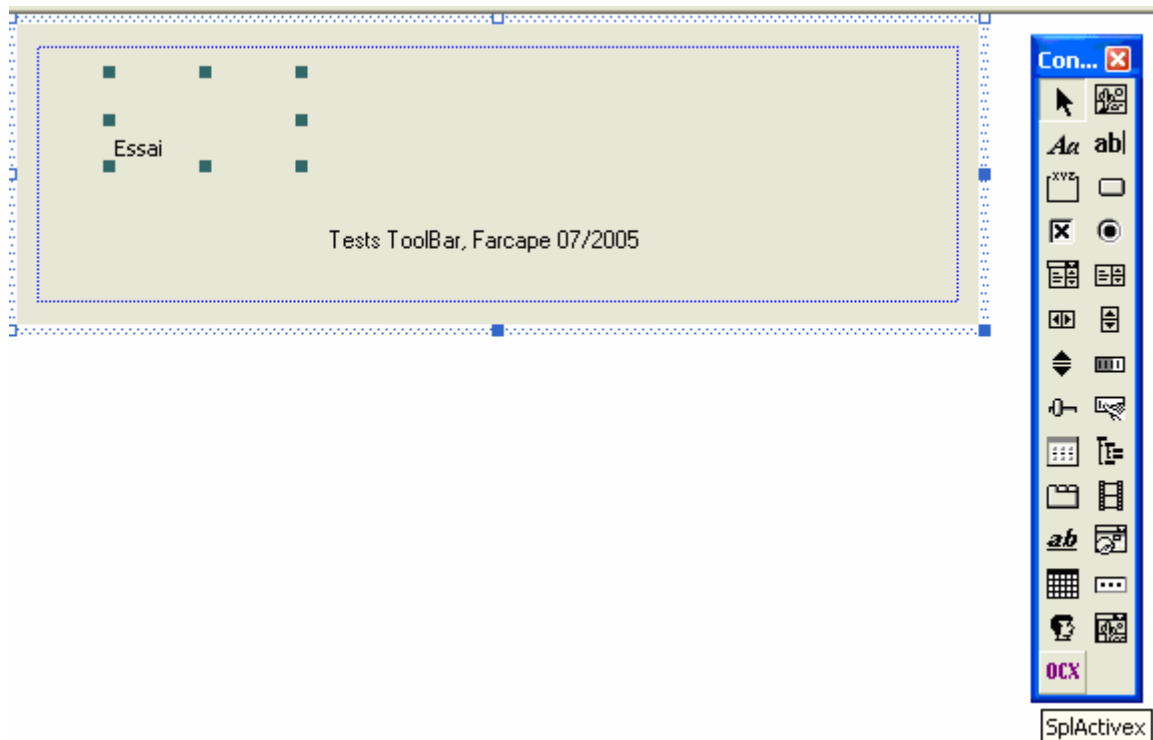 Essai
Tests ToolBar, Farcape 07/2005
Con...
Aa ab|
XYZ
ab
OCX
SplActivex